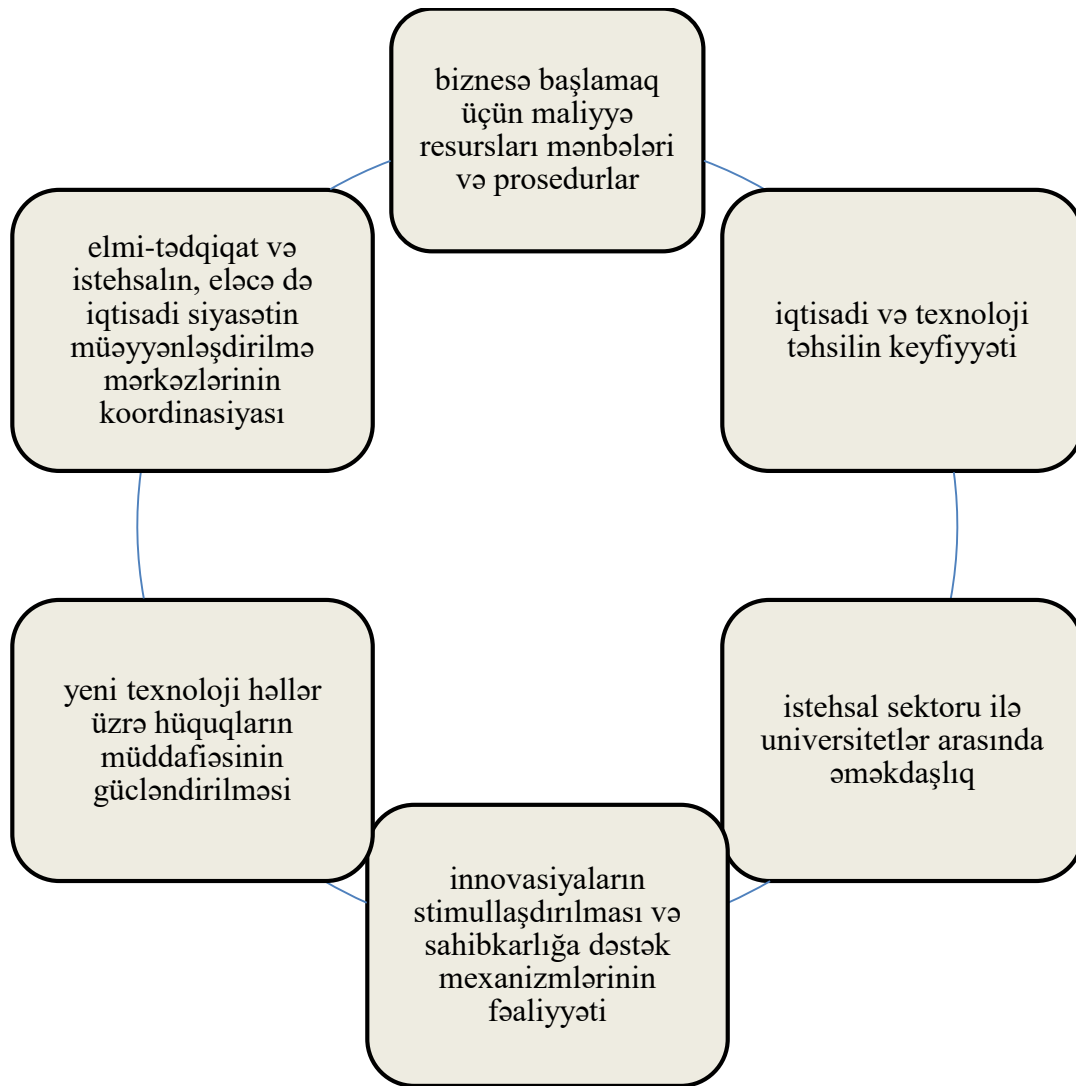 biznesə başlamaq
üçün maliyyə
resursları mənbələri
və prosedurlar
iqtisadi və texnoloji
təhsilin keyfiyyəti
istehsal sektoru ilə
universitetlər arasında
əməkdaşlıq
innovasiyaların
stimullaşdırılması və
sahibkarlığa dəstək
mexanizmlərinin
fəaliyyəti
yeni texnoloji həllər
üzrə hüquqların
müddafiəsinin
gücləndirilməsi
elmi-tədqiqat və
istehsalın, eləcə də
iqtisadi siyasətin
müəyyənləşdirilmə
mərkəzlərinin
koordinasiyası